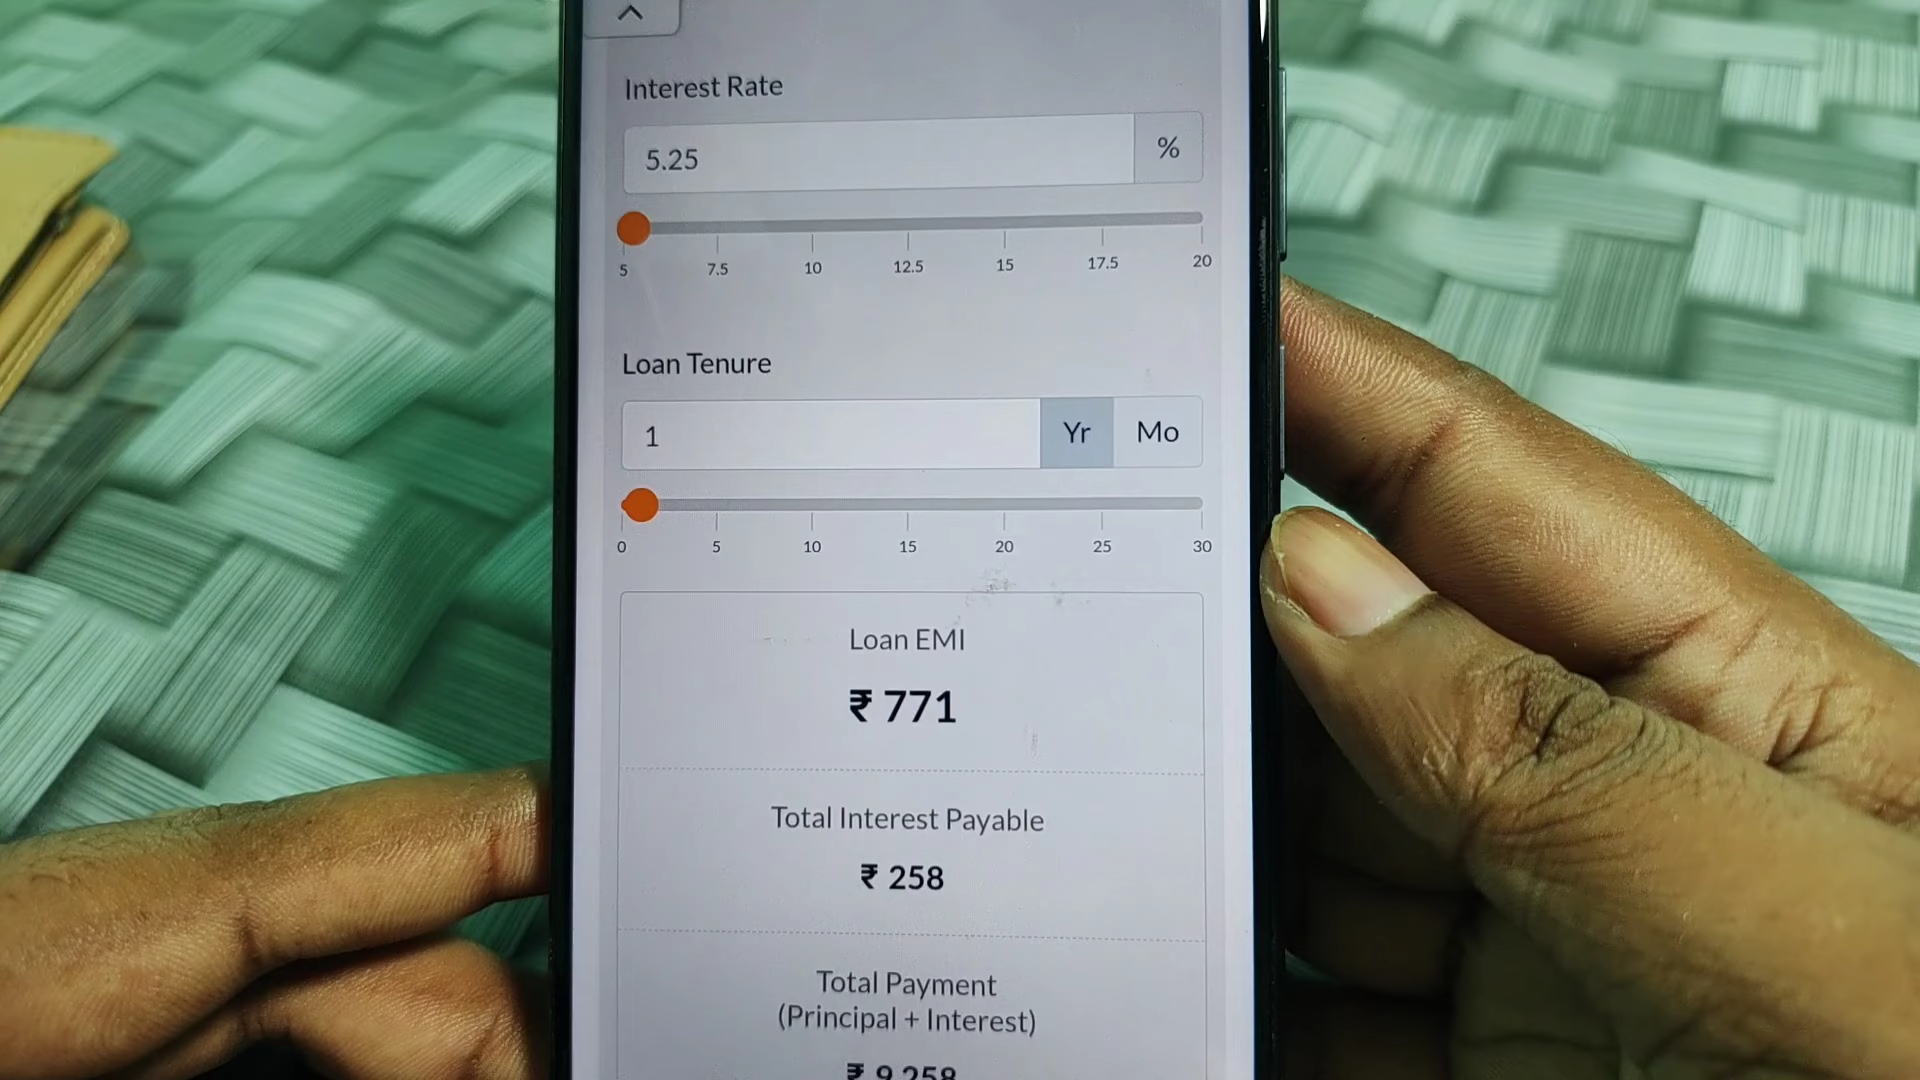 Interest Rate
5.25 %
5 7.5 10 12.5 15 17.5 20
Loan Tenure
1 Yr Mo
0 5 10 15 20 25 30
Loan EMI
₹ 771
Total Interest Payable
₹ 258
Total Payment
(Principal + Interest)
₹ 9,258